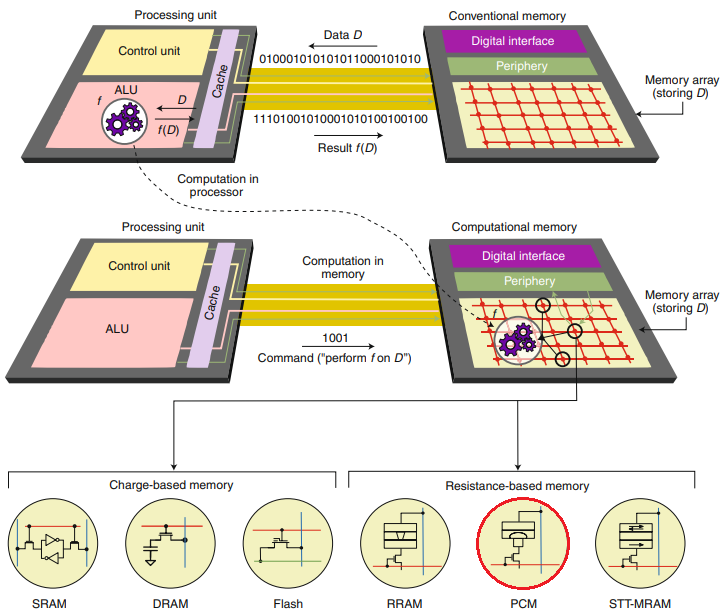 Processing unit
Conventional memory
Control unit
ALU
f
D
f(D)
Cache
Data D
01000101010101011000101010
11101001010001010100100100
Result f(D)
Digital interface
Periphery
Memory array
(storing D)
Computation in
processor
Processing unit
Computational memory
Control unit
ALU
Cache
Computation in
memory
1001
Command ("perform f on D")
Digital interface
Periphery
f
Memory array
(storing D)
Charge-based memory
Resistance-based memory
SRAM
DRAM
Flash
RRAM
PCM
STT-MRAM